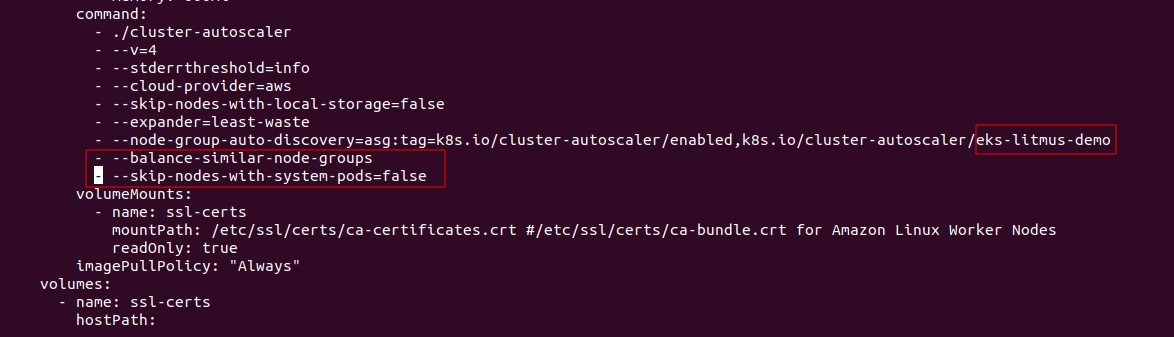 command:
- ./cluster-autoscaler
- --v=4
- --stderrthreshold=info
- --cloud-provider=aws
- --skip-nodes-with-local-storage=false
- --expander=least-waste
- --node-group-auto-discovery=asg:tag=k8s.io/cluster-autoscaler/enabled,k8s.io/cluster-autoscaler/eks-litmus-demo
- --balance-similar-node-groups
- --skip-nodes-with-system-pods=false
volumeMounts:
- name: ssl-certs
mountPath: /etc/ssl/certs/ca-certificates.crt #/etc/ssl/certs/ca-bundle.crt for Amazon Linux Worker Nodes
readOnly: true
imagePullPolicy: "Always"
volumes:
- name: ssl-certs
hostPath: